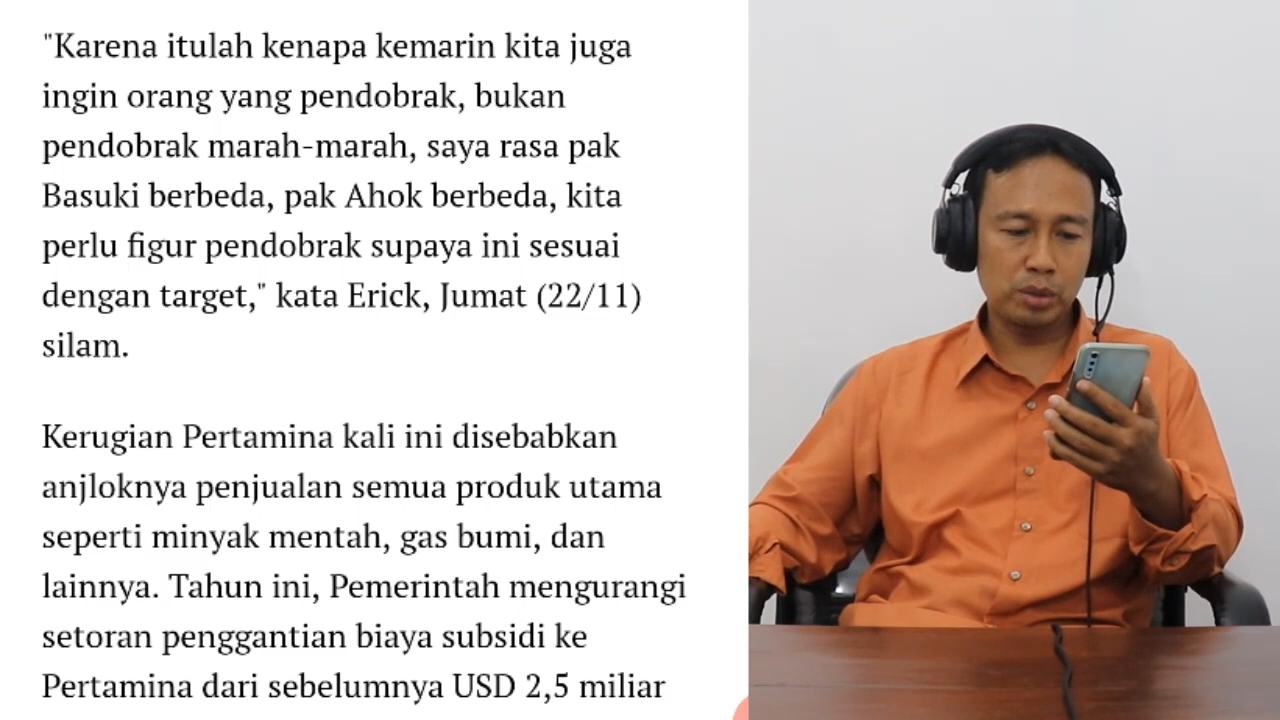 "Karena itulah kenapa kemarin kita juga
ingin orang yang pendobrak, bukan
pendobrak marah-marah, saya rasa pak
Basuki berbeda, pak Ahok berbeda, kita
perlu figur pendobrak supaya ini sesuai
dengan target," kata Erick, Jumat (22/11)
silam.
Kerugian Pertamina kali ini disebabkan
anjloknya penjualan semua produk utama
seperti minyak mentah, gas bumi, dan
lainnya. Tahun ini, Pemerintah mengurangi
setoran penggantian biaya subsidi ke
Pertamina dari sebelumnya USD 2,5 miliar